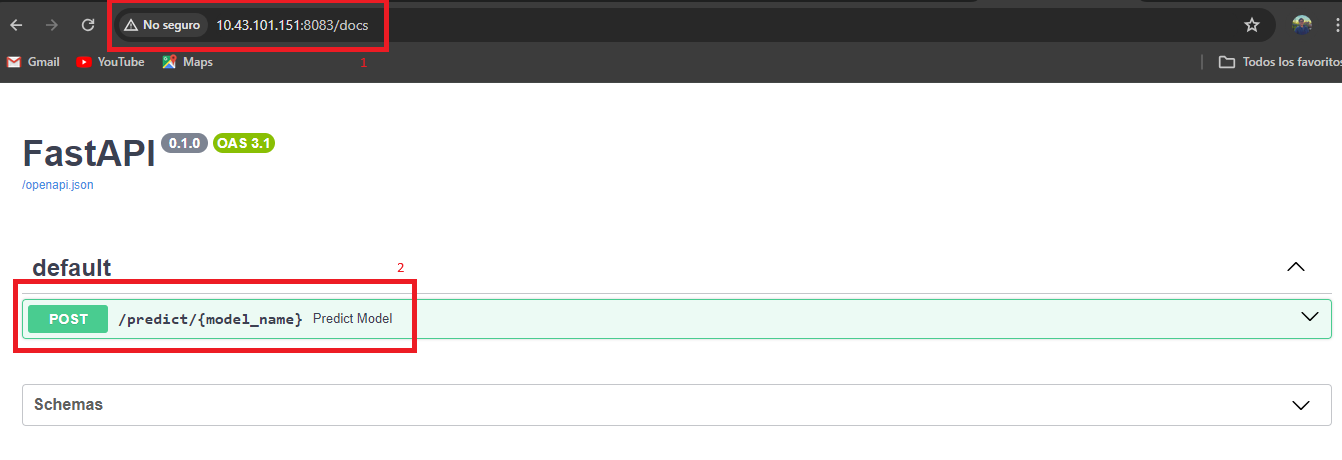 No seguro 10.43.101.151:8083/docs
1
Gmail YouTube Maps Todos los favoritos
FastAPI 0.1.0 OAS 3.1
/openapi.json
default
2
POST /predict/{model_name} Predict Model
Schemas